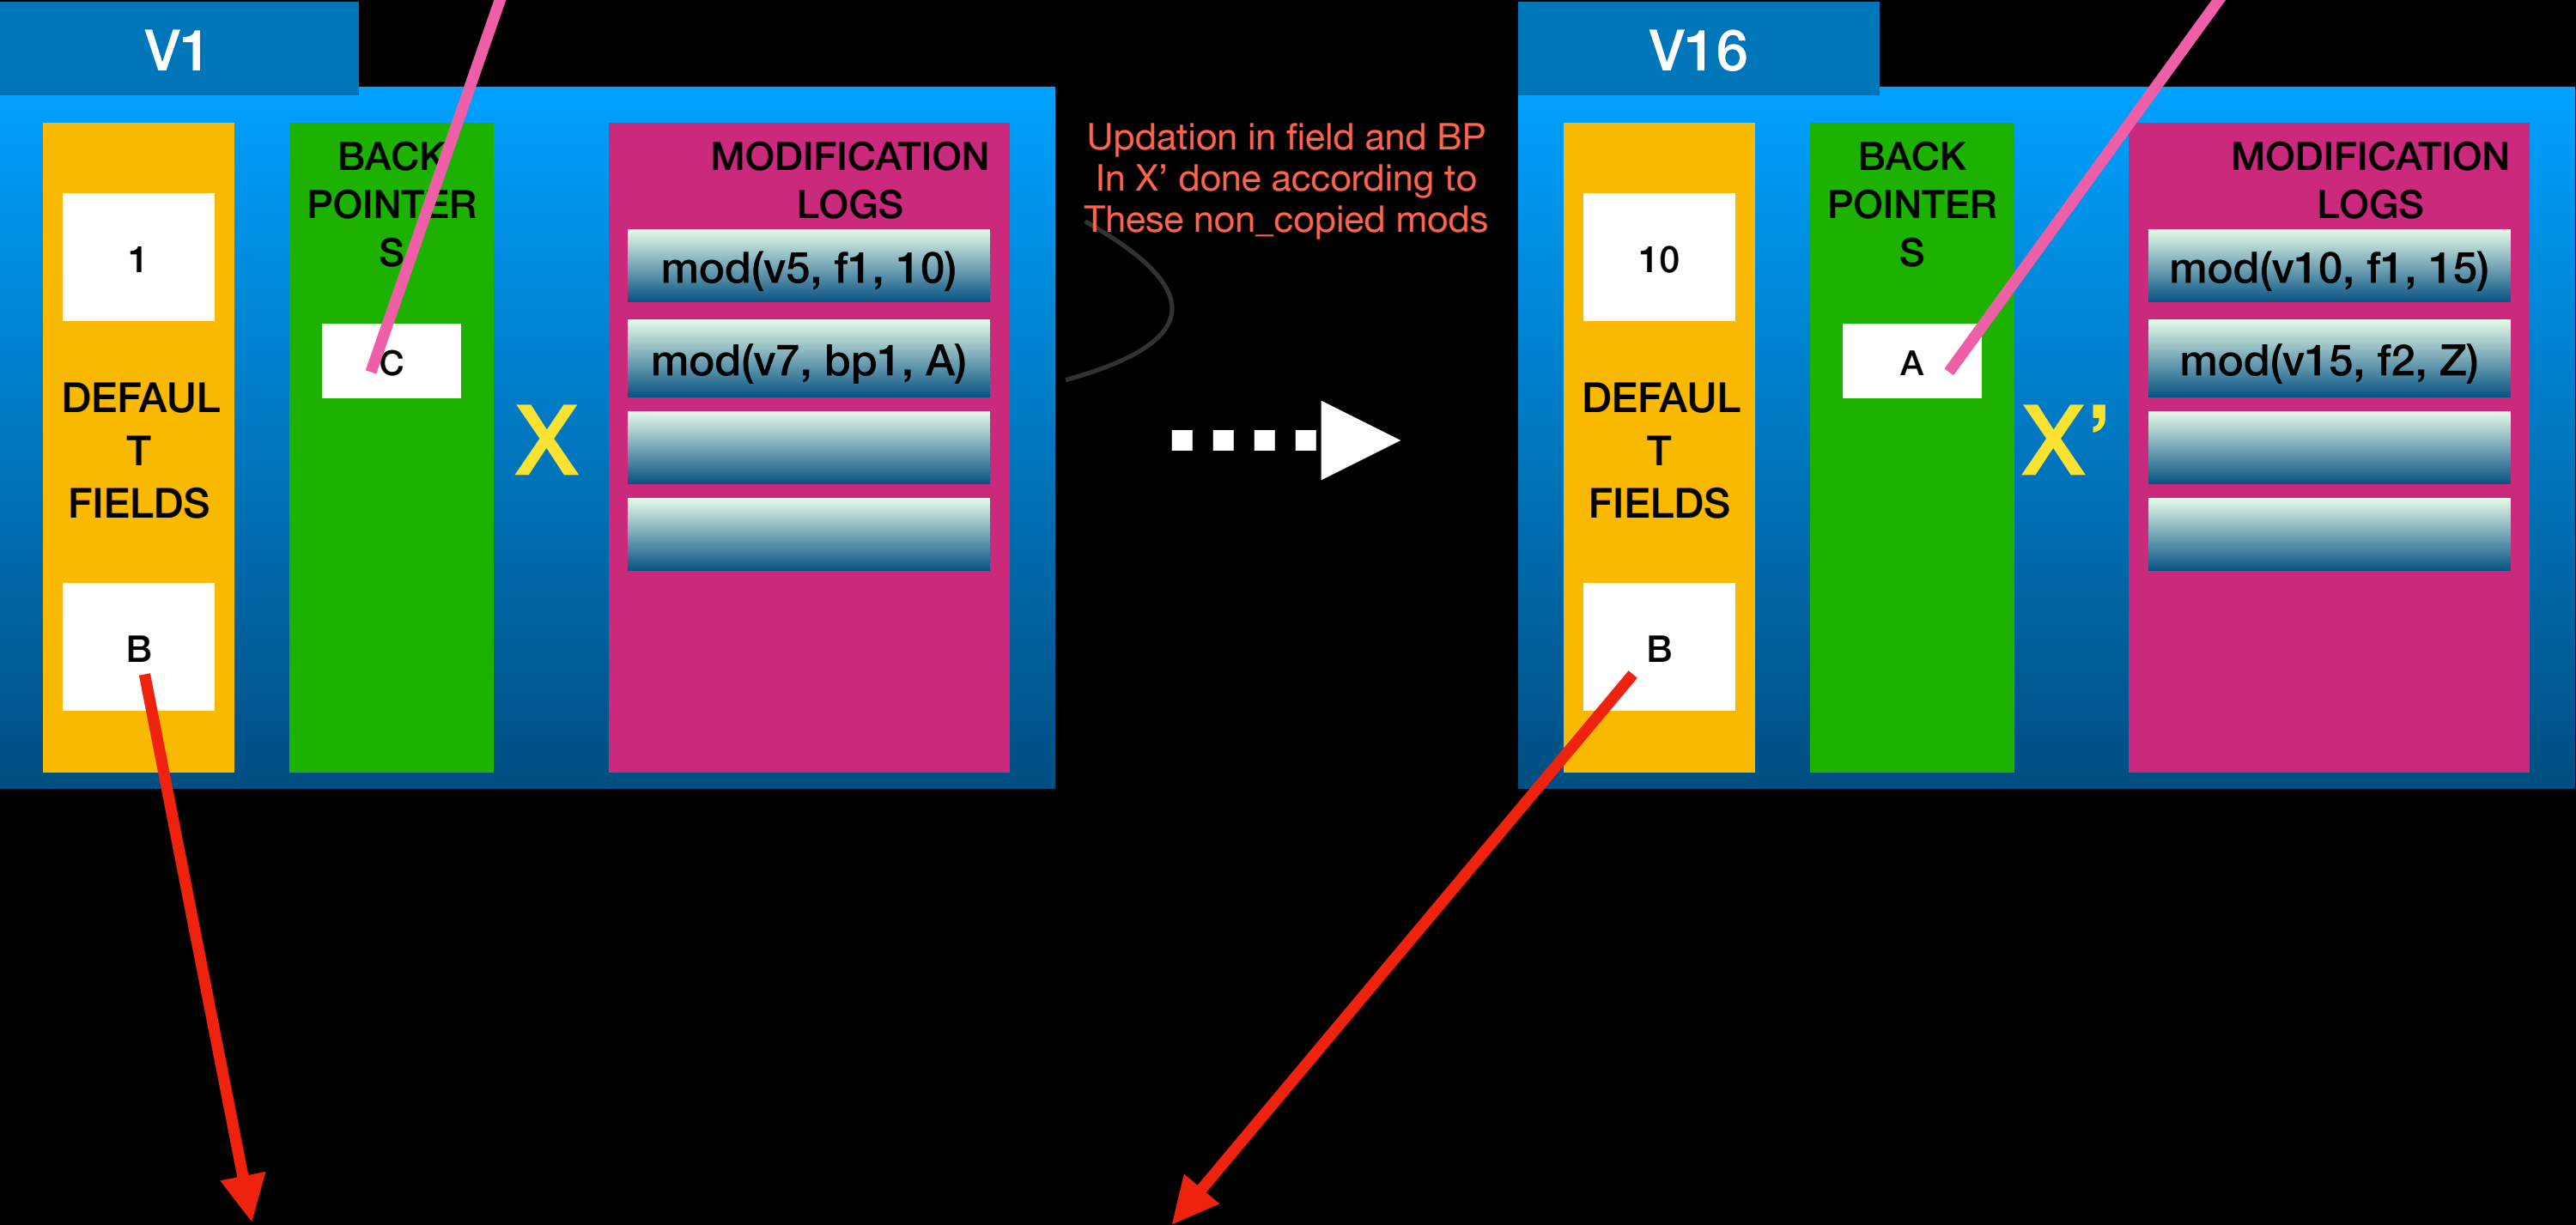 V1
1
DEFAUL
T
FIELDS
B
BACK
POINTER
S
C
X
MODIFICATION
LOGS
mod(v5, f1, 10)
mod(v7, bp1, A)
Updation in field and BP
In X’ done according to
These non_copied mods
V16
10
DEFAUL
T
FIELDS
B
BACK
POINTER
S
A
X’
MODIFICATION
LOGS
mod(v10, f1, 15)
mod(v15, f2, Z)